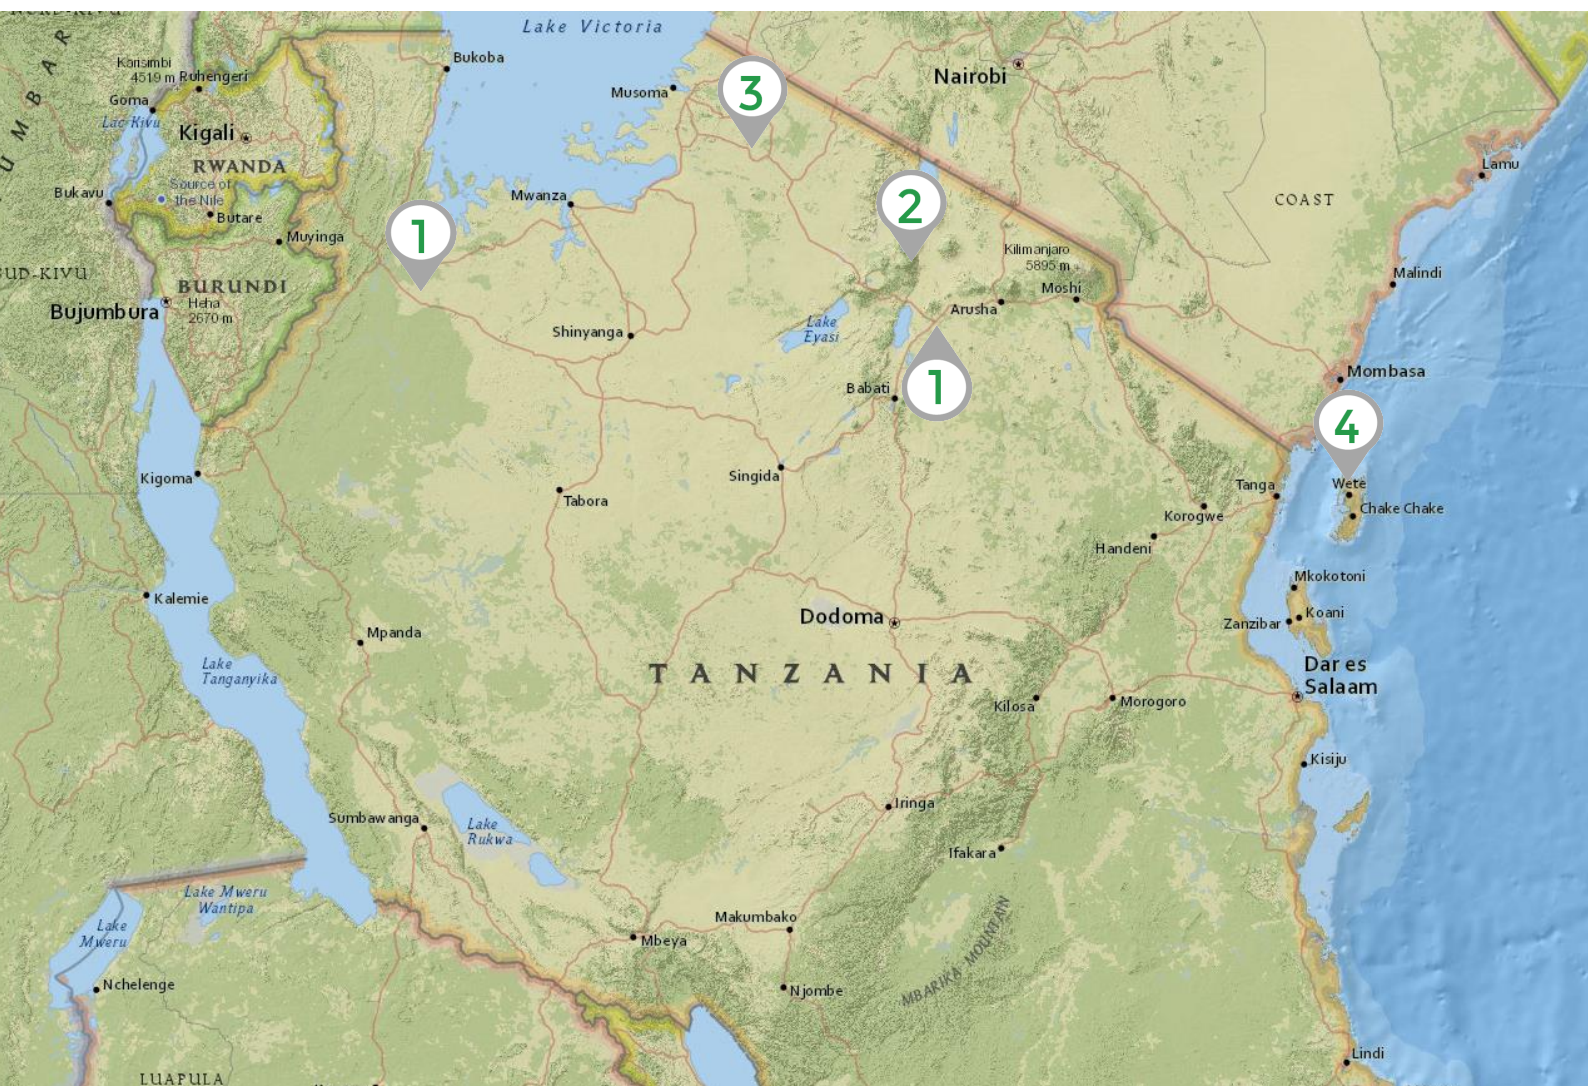 NORD-KIVU
Lake Victoria
Karisimbi
4519 m
Ruhengeri
Bukoba
Goma
Musoma
3
Nairobi
Lac Kivu
Kigali
RWANDA
Bukavu
Source of
the Nile
Butare
Mwanza
2
Lamu
COAST
1
Muyinga
SUD-KIVU
BURUNDI
Heha
2670 m
Bujumbura
Kilimanjaro
5895 m
Moshi
Arusha
Malindi
Lake
Eyasi
Shinyanga
Babati
1
Mombasa
4
Kigoma
Singida
Tabora
Tanga
Wete
Chake Chake
Korogwe
Handeni
Kalemie
Mkokotoni
Koani
Zanzibar
Dodoma
Mpanda
Lake
Tanganyika
TANZANIA
Dar es
Salaam
Kilosa
Morogoro
Kisiju
Sumbawanga
Lake
Rukwa
Iringa
Ifakara
Lake Mweru
Wantipa
Lake
Mweru
Makumbako
Mbeya
Nchelenge
Njombe
MBARIKA MOUNTAIN
Lindi
LUAPULA